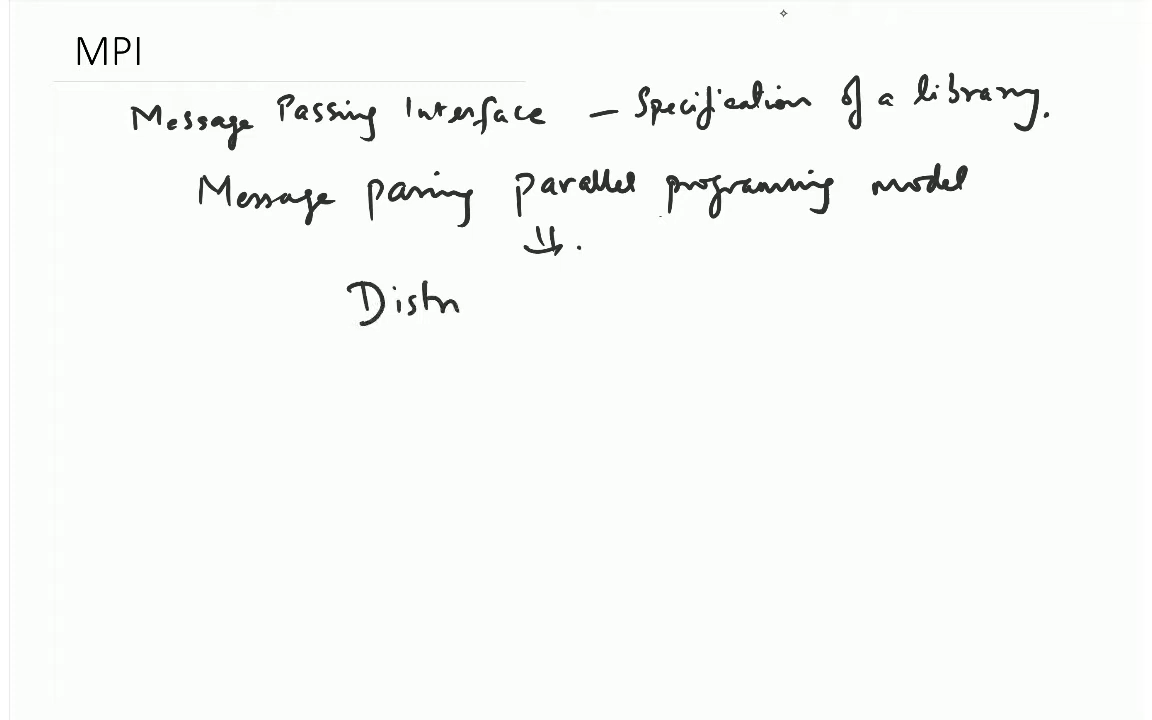 MPI
Message Passing Interface – Specification of a library.
Message passing parallel programming model
⇓.
Distr